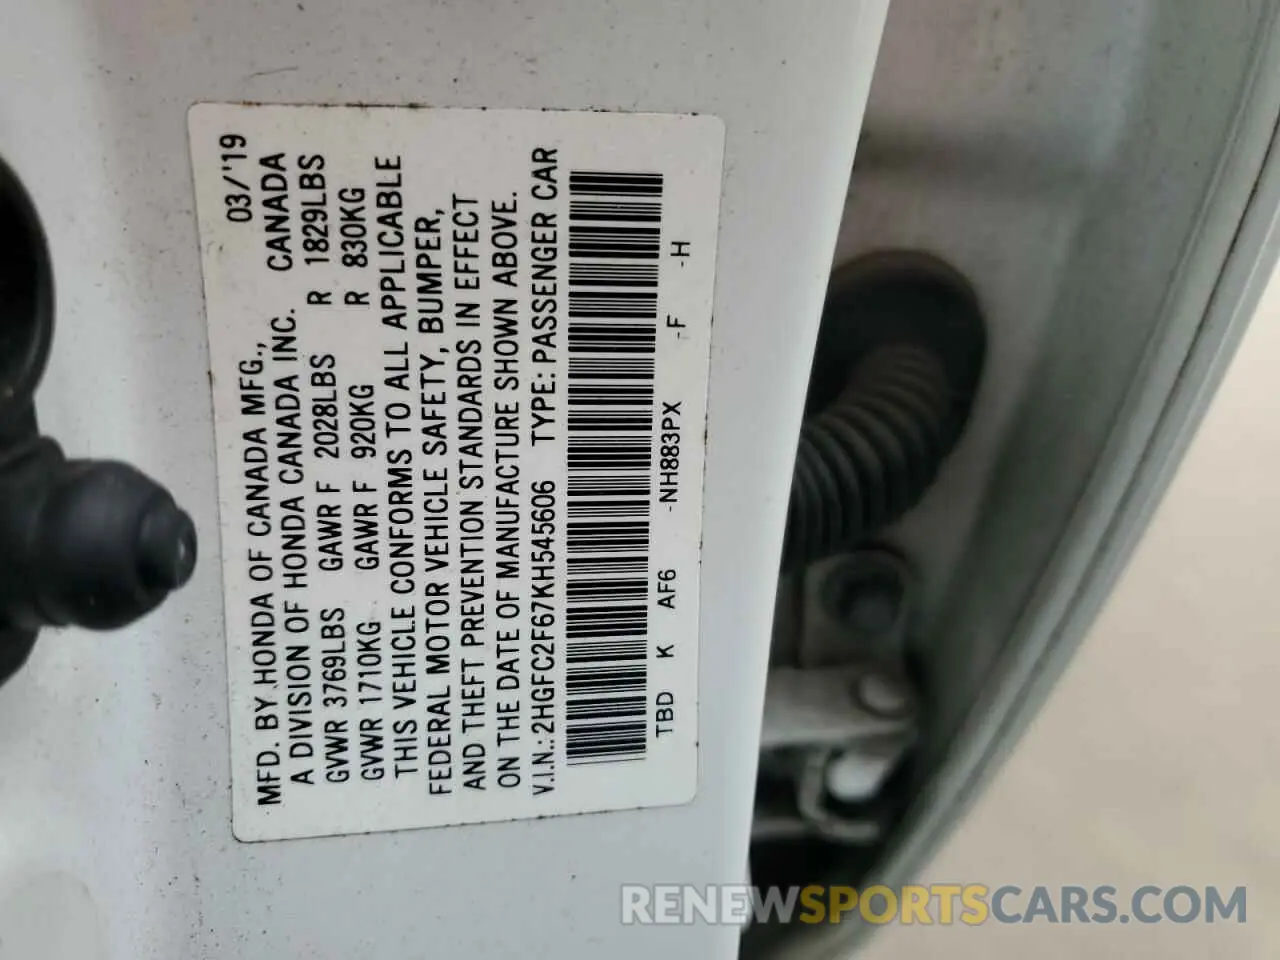 MFD. BY HONDA OF CANADA MFG., 03/'19
A DIVISION OF HONDA CANADA INC. CANADA
GVWR 3769LBS GAWR F 2028LBS R 1829LBS
GVWR 1710KG GAWR F 920KG R 830KG
THIS VEHICLE CONFORMS TO ALL APPLICABLE
FEDERAL MOTOR VEHICLE SAFETY, BUMPER,
AND THEFT PREVENTION STANDARDS IN EFFECT
ON THE DATE OF MANUFACTURE SHOWN ABOVE.
V.I.N.: 2HGFC2F67KH545606 TYPE: PASSENGER CAR
TBD K AF6 -NH883PX -F -H
RENEWSPORTSCARS.COM